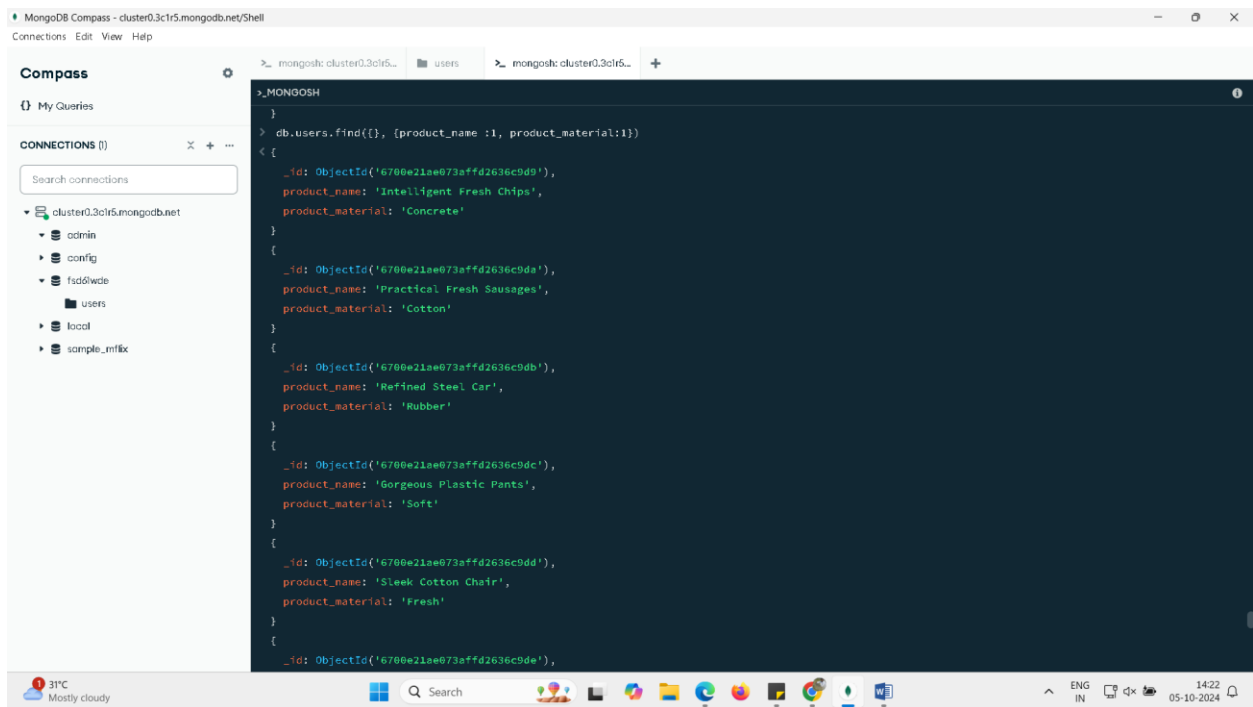 MongoDB Compass - cluster0.3c1r5.mongodb.net/Shell
Connections Edit View Help
Compass
{} My Queries
CONNECTIONS (1)
Search connections
cluster0.3c1r5.mongodb.net
admin
config
fsd61wde
users
local
sample_mflix
>_ mongosh: cluster0.3c1r5...
users
>_ mongosh: cluster0.3c1r5...
+
>_MONGOSH
}
> db.users.find({}, {product_name :1, product_material:1})
< {
_id: ObjectId('6700e21ae073affd2636c9d9'),
product_name: 'Intelligent Fresh Chips',
product_material: 'Concrete'
}
{
_id: ObjectId('6700e21ae073affd2636c9da'),
product_name: 'Practical Fresh Sausages',
product_material: 'Cotton'
}
{
_id: ObjectId('6700e21ae073affd2636c9db'),
product_name: 'Refined Steel Car',
product_material: 'Rubber'
}
{
_id: ObjectId('6700e21ae073affd2636c9dc'),
product_name: 'Gorgeous Plastic Pants',
product_material: 'Soft'
}
{
_id: ObjectId('6700e21ae073affd2636c9dd'),
product_name: 'Sleek Cotton Chair',
product_material: 'Fresh'
}
{
_id: ObjectId('6700e21ae073affd2636c9de'),
1
31°C
Mostly cloudy
Search
ENG
IN
14:22
05-10-2024